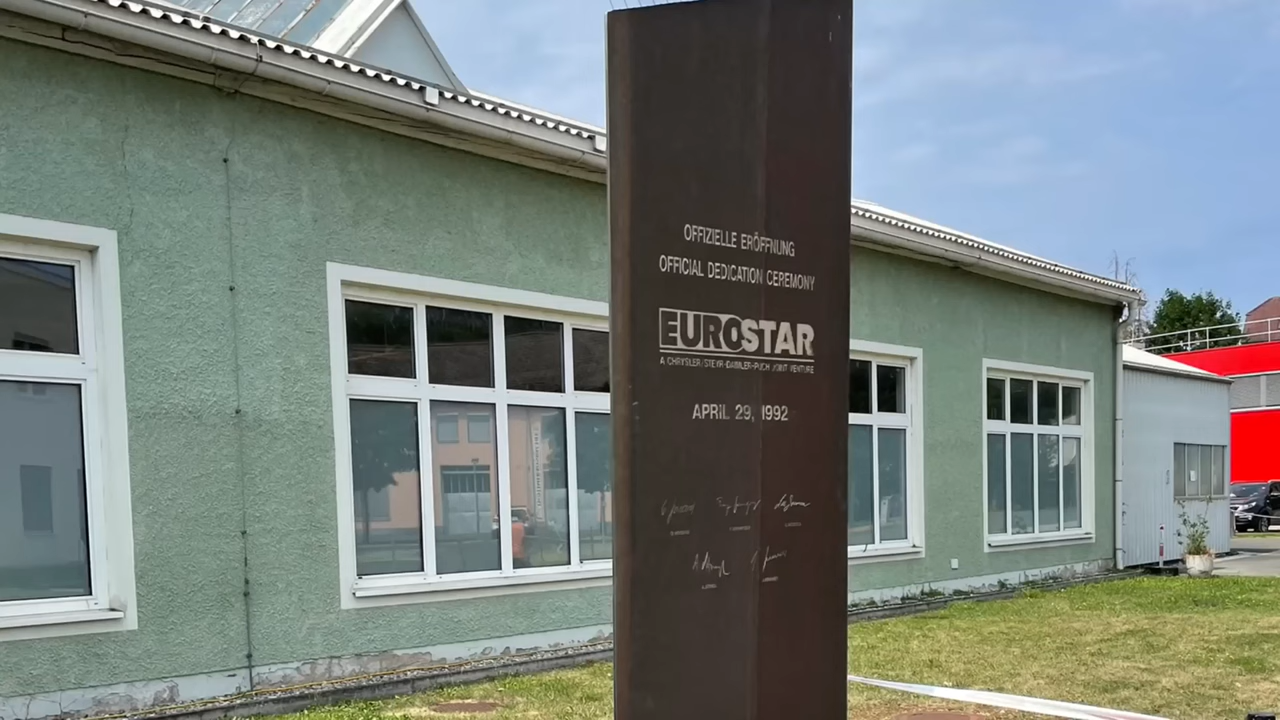 OFFIZIELLE ERÖFFNUNG
OFFICIAL DEDICATION CEREMONY
EUROSTAR
A CHRYSLER/STEYR-DAIMLER-PUCH JOINT VENTURE
APRIL 29, 1992